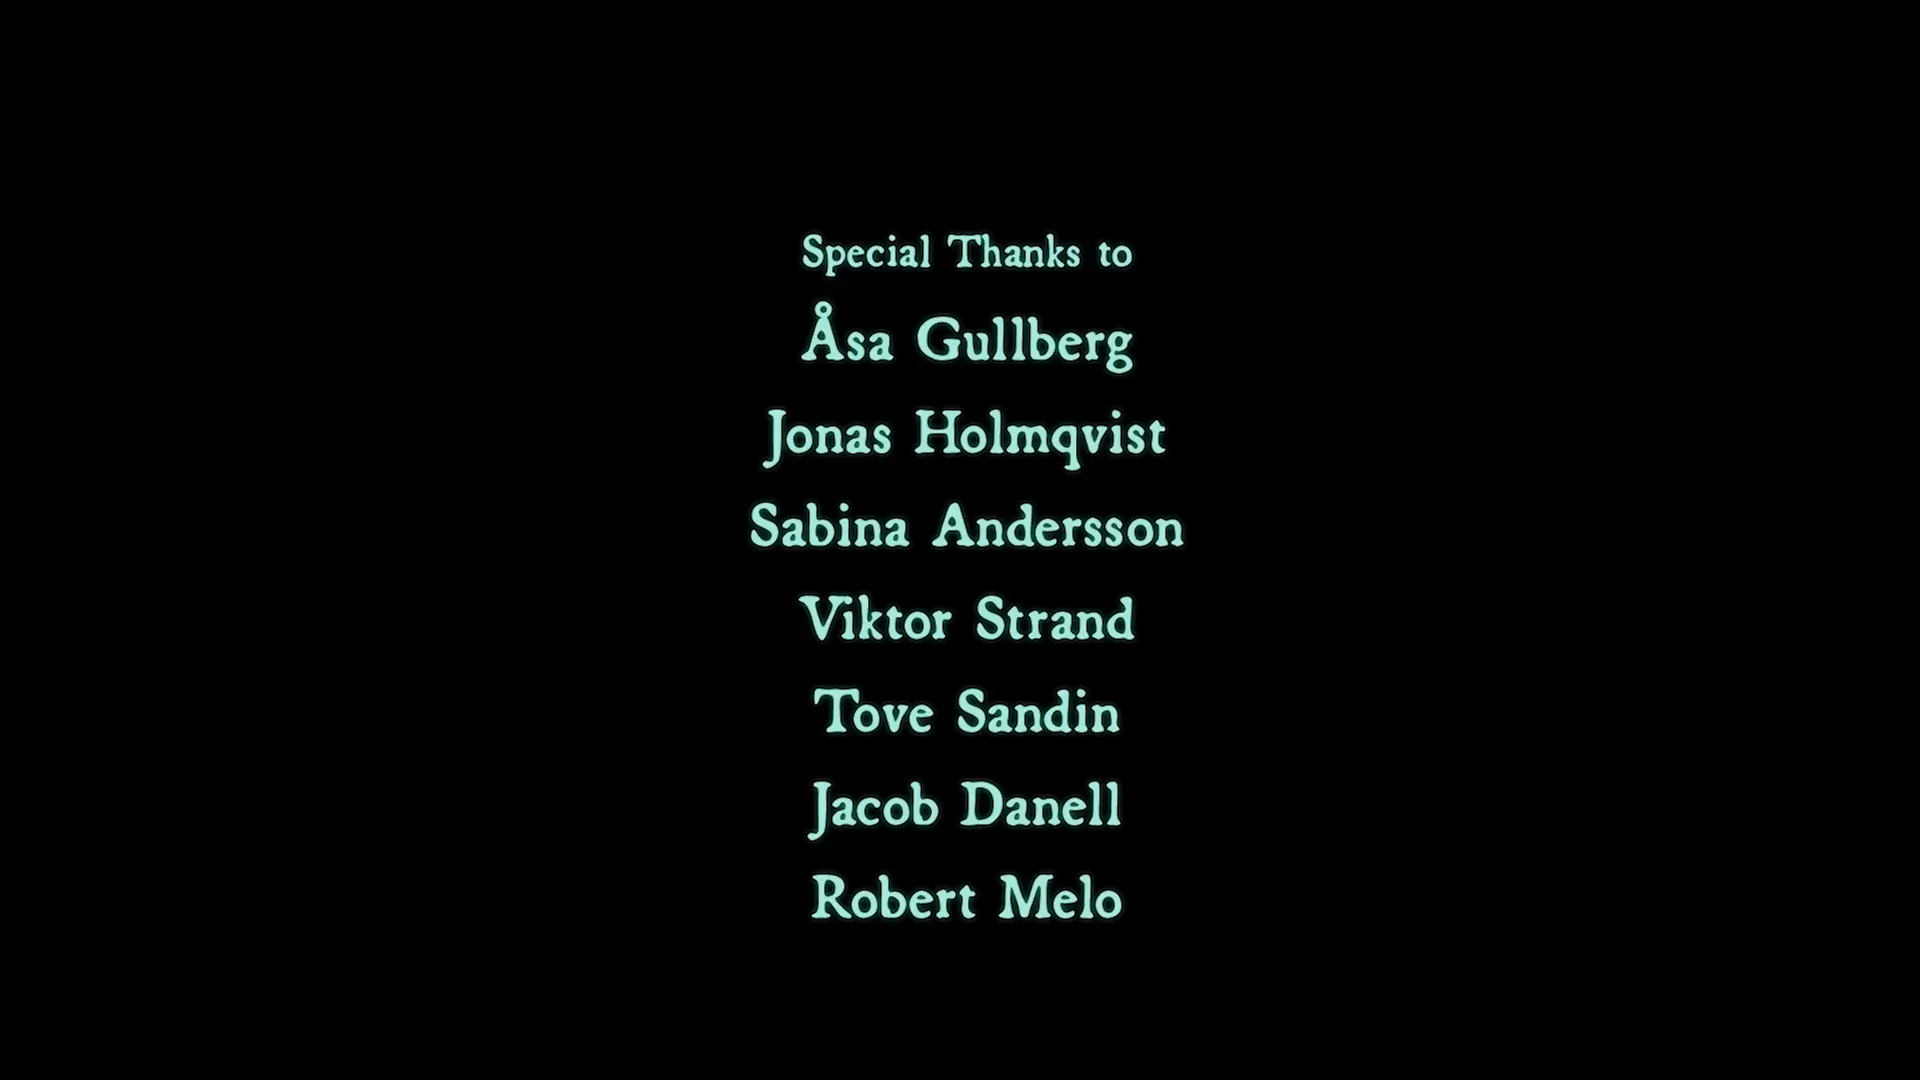 Special Thanks to
Åsa Gullberg
Jonas Holmqvist
Sabina Andersson
Viktor Strand
Tove Sandin
Jacob Danell
Robert Melo